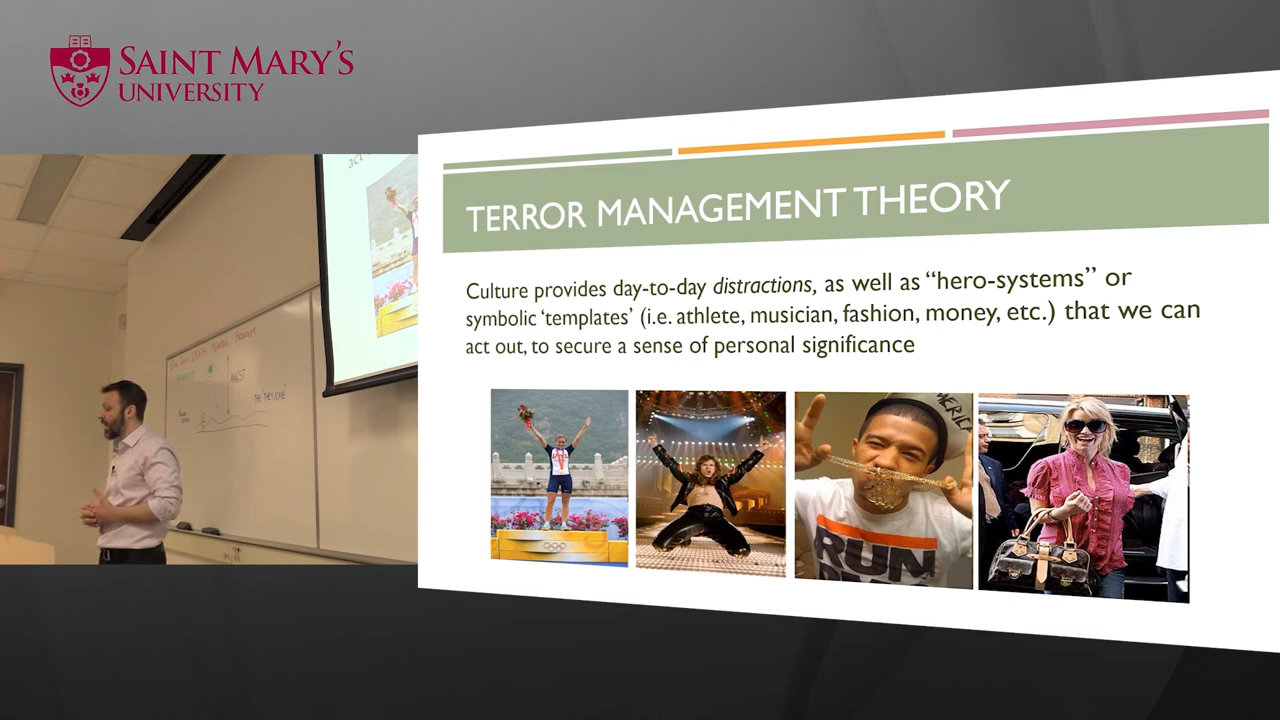 SAINT MARY'S
UNIVERSITY
TERROR MANAGEMENT THEORY
Culture provides day-to-day distractions, as well as “hero-systems” or
symbolic ‘templates’ (i.e. athlete, musician, fashion, money, etc.) that we can
act out, to secure a sense of personal significance
ANGST
RUN